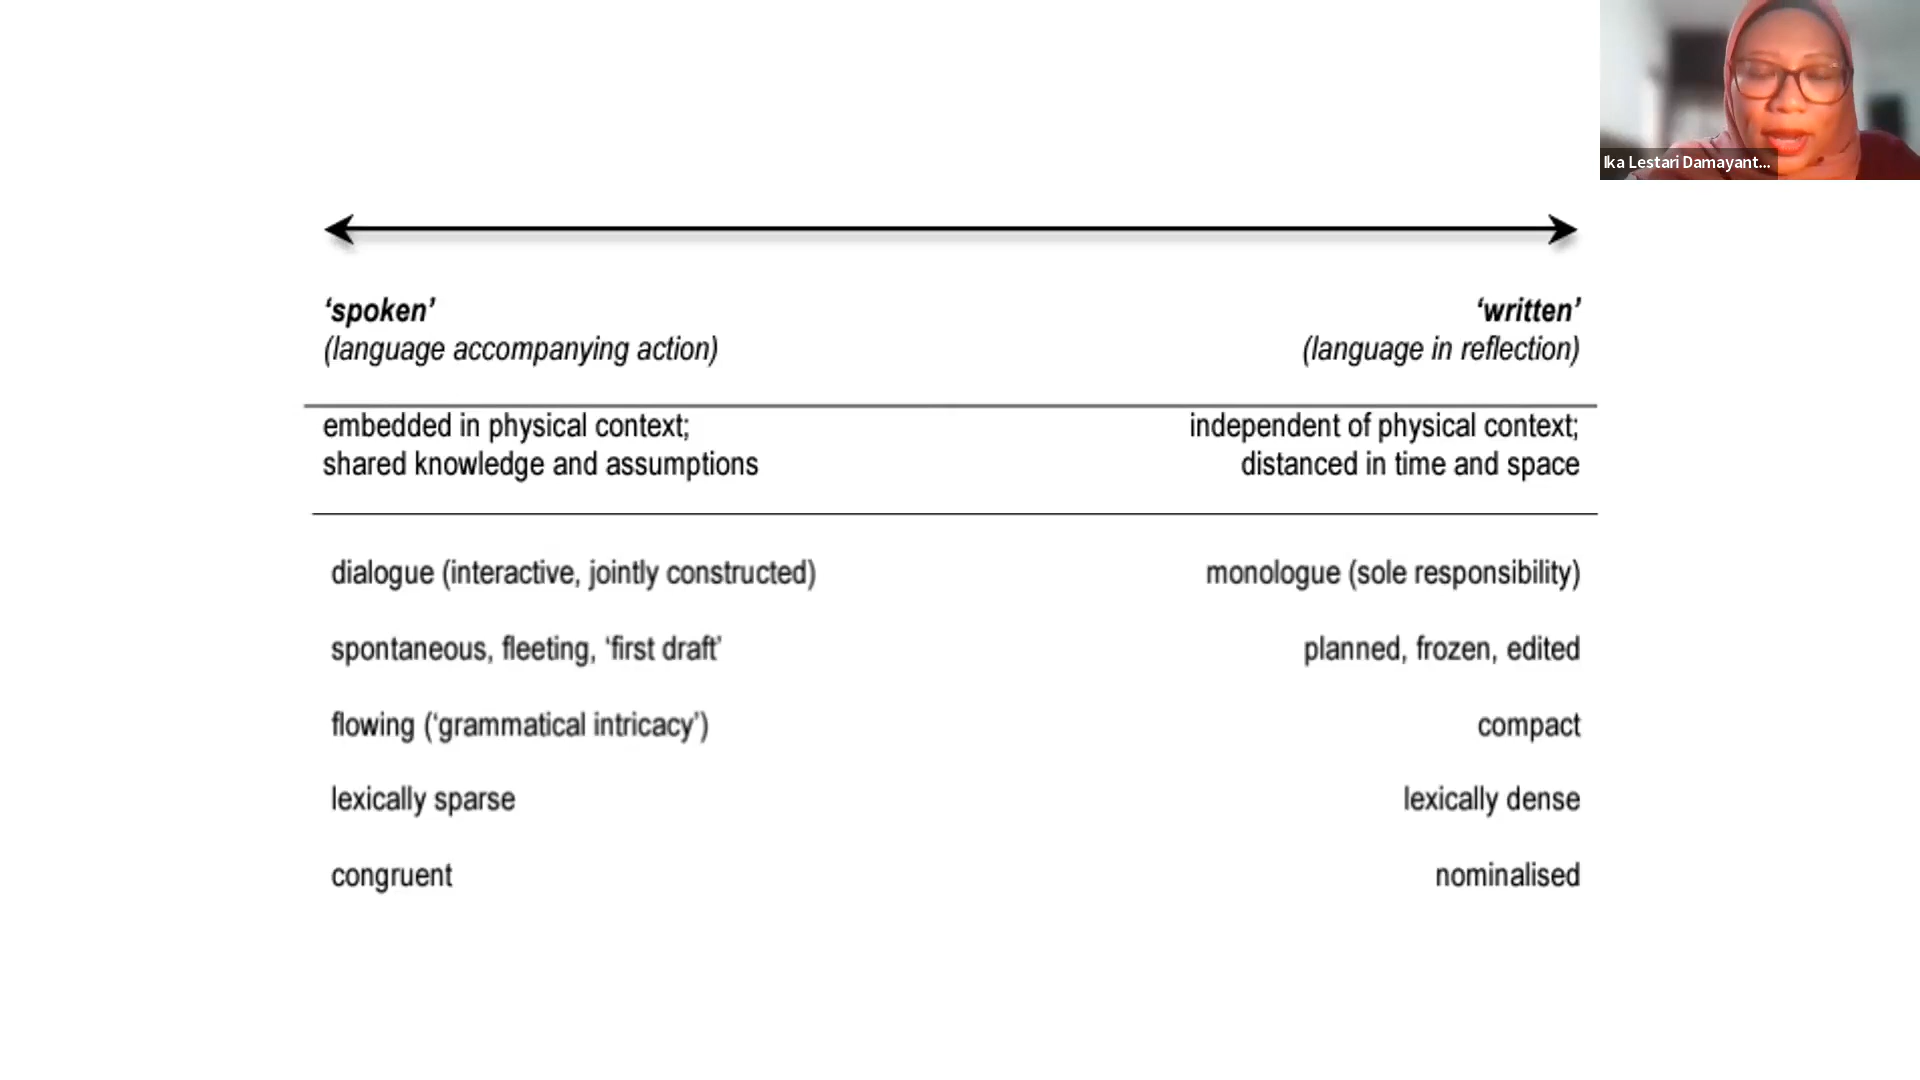 Ika Lestari Damayant...
‘spoken’
(language accompanying action)
‘written’
(language in reflection)
embedded in physical context;
shared knowledge and assumptions
independent of physical context;
distanced in time and space
dialogue (interactive, jointly constructed)
monologue (sole responsibility)
spontaneous, fleeting, ‘first draft’
planned, frozen, edited
flowing (‘grammatical intricacy’)
compact
lexically sparse
lexically dense
congruent
nominalised